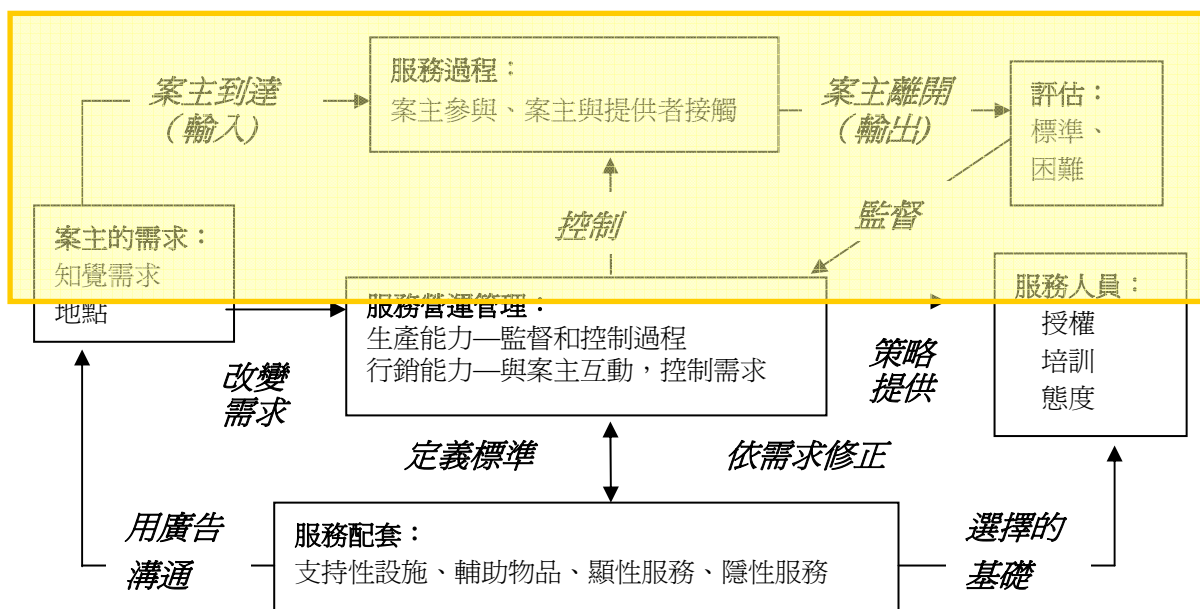 服務過程：
案主參與、案主與提供者接觸
案主到達
（輸入）
案主離開
（輸出）
評估：
標準、
困難
控制
監督
案主的需求：
知覺需求
地點
服務營運管理：
生產能力—監督和控制過程
行銷能力—與案主互動，控制需求
服務人員：
授權
培訓
態度
改變
需求
策略
提供
定義標準
依需求修正
用廣告
溝通
服務配套：
支持性設施、輔助物品、顯性服務、隱性服務
選擇的
基礎